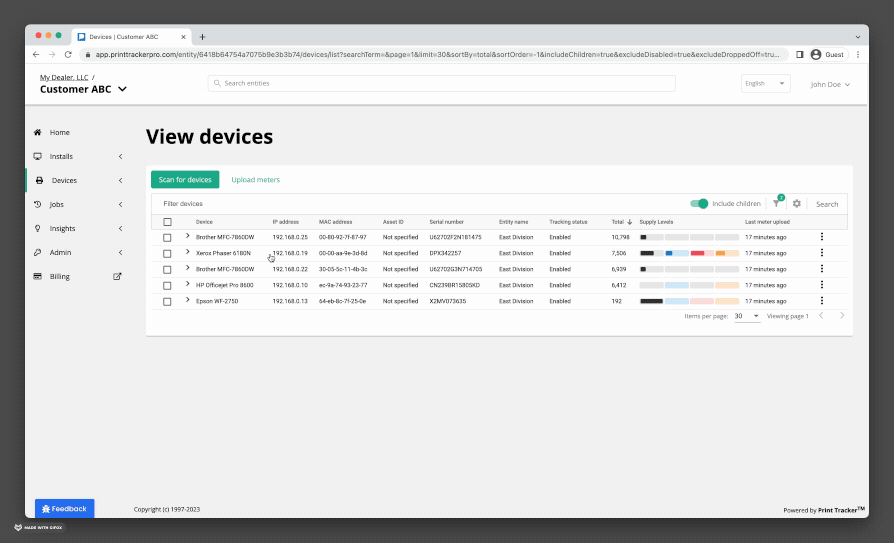 Devices | Customer ABC
app.printtrackerpro.com/entity/6418b64754a7075b9e3b3b74/devices/list?searchTerm=&page=1&limit=30&sortBy=total&sortOrder=-1&includeChildren=true&excludeDisabled=true&excludeDroppedOff=tru...
Guest
My Dealer, LLC /
Customer ABC
Search entities
English
John Doe
Home
Installs
Devices
Jobs
Insights
Admin
Billing
View devices
Scan for devices
Upload meters
Filter devices
Include children
Search
Device IP address MAC address Asset ID Serial number Entity name Tracking status Total Supply Levels Last meter upload
Brother MFC-7860DW 192.168.0.25 00-80-92-7f-87-97 Not specified U62702F2N181475 East Division Enabled 10,798 17 minutes ago
Xerox Phaser 6180N 192.168.0.19 00-00-aa-9e-3d-8d Not specified DPX342257 East Division Enabled 7,506 17 minutes ago
Brother MFC-7860DW 192.168.0.22 30-05-5c-11-4b-3c Not specified U62702G3N714705 East Division Enabled 6,939 17 minutes ago
HP Officejet Pro 8600 192.168.0.10 ec-9a-74-93-23-77 Not specified CN239BR15805KD East Division Enabled 6,412 17 minutes ago
Epson WF-2750 192.168.0.13 64-eb-8c-7f-25-0e Not specified X2MV073635 East Division Enabled 192 17 minutes ago
Items per page: 30 Viewing page 1
Feedback
Copyright (c) 1997-2023
Powered by Print Tracker™
MADE WITH GIFOX